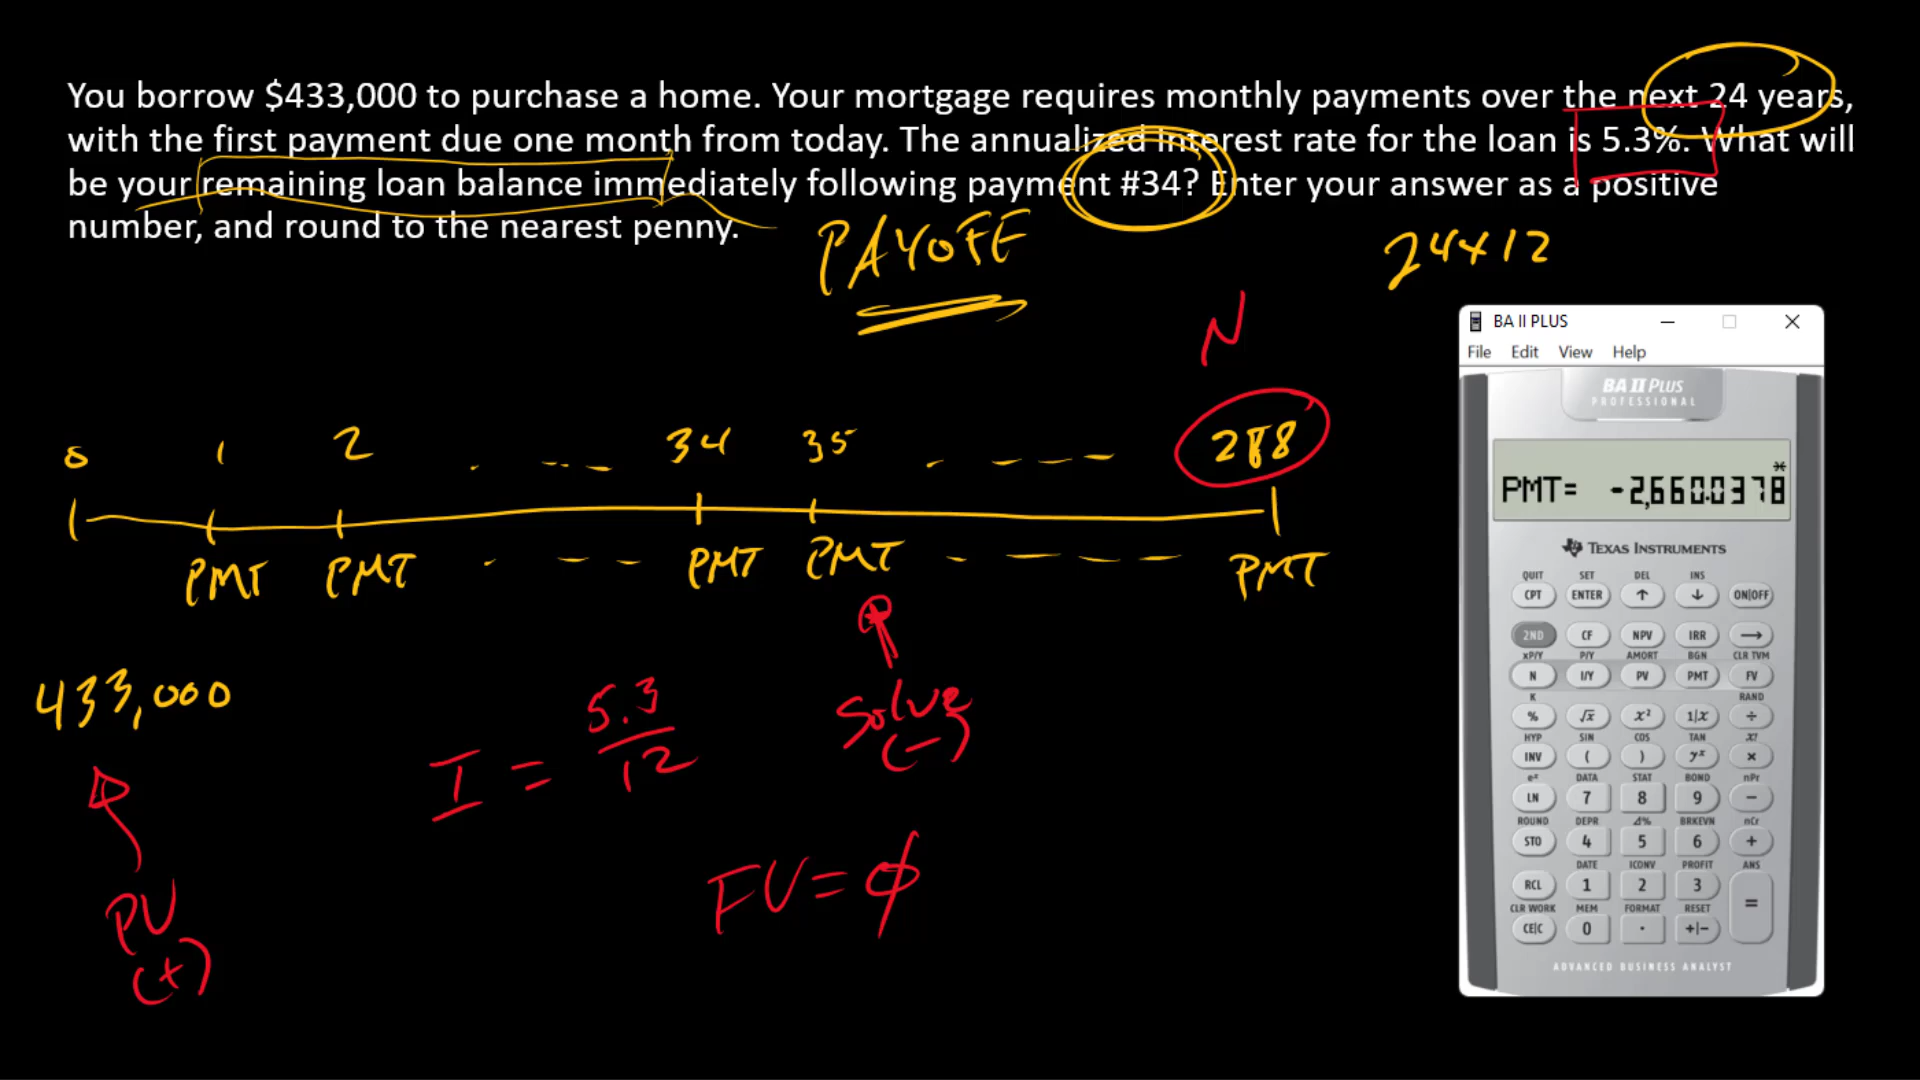 You borrow $433,000 to purchase a home. Your mortgage requires monthly payments over the next 24 years,
with the first payment due one month from today. The annualized interest rate for the loan is 5.3%. What will
be your remaining loan balance immediately following payment #34? Enter your answer as a positive
number, and round to the nearest penny.
PAYOFF
24x12
N
0 1 2 . - - - 34 35 . - - - 288
PMT PMT . - - - PMT PMT - - - - PMT
433,000
PV
(+)
I = 5.3
12
Solve
(-)
FV = 0
BA II PLUS
File Edit View Help
BA II PLUS
PROFESSIONAL
PMT= -2,660.0378
*
TEXAS INSTRUMENTS
QUIT SET DEL INS
CPT ENTER ↑ ↓ ON|OFF
2ND CF NPV IRR →
xP/Y P/Y AMORT BGN CLR TVM
N I/Y PV PMT FV
K RAND
% √x x² 1/x ÷
HYP SIN COS TAN x!
INV ( ) yˣ ×
eˣ DATA STAT BOND nPr
LN 7 8 9 −
ROUND DEPR Δ% BRKEVN nCr
STO 4 5 6 +
DATE ICONV PROFIT ANS
RCL 1 2 3 =
CLR WORK MEM FORMAT RESET
CE|C 0 . +|−
ADVANCED BUSINESS ANALYST